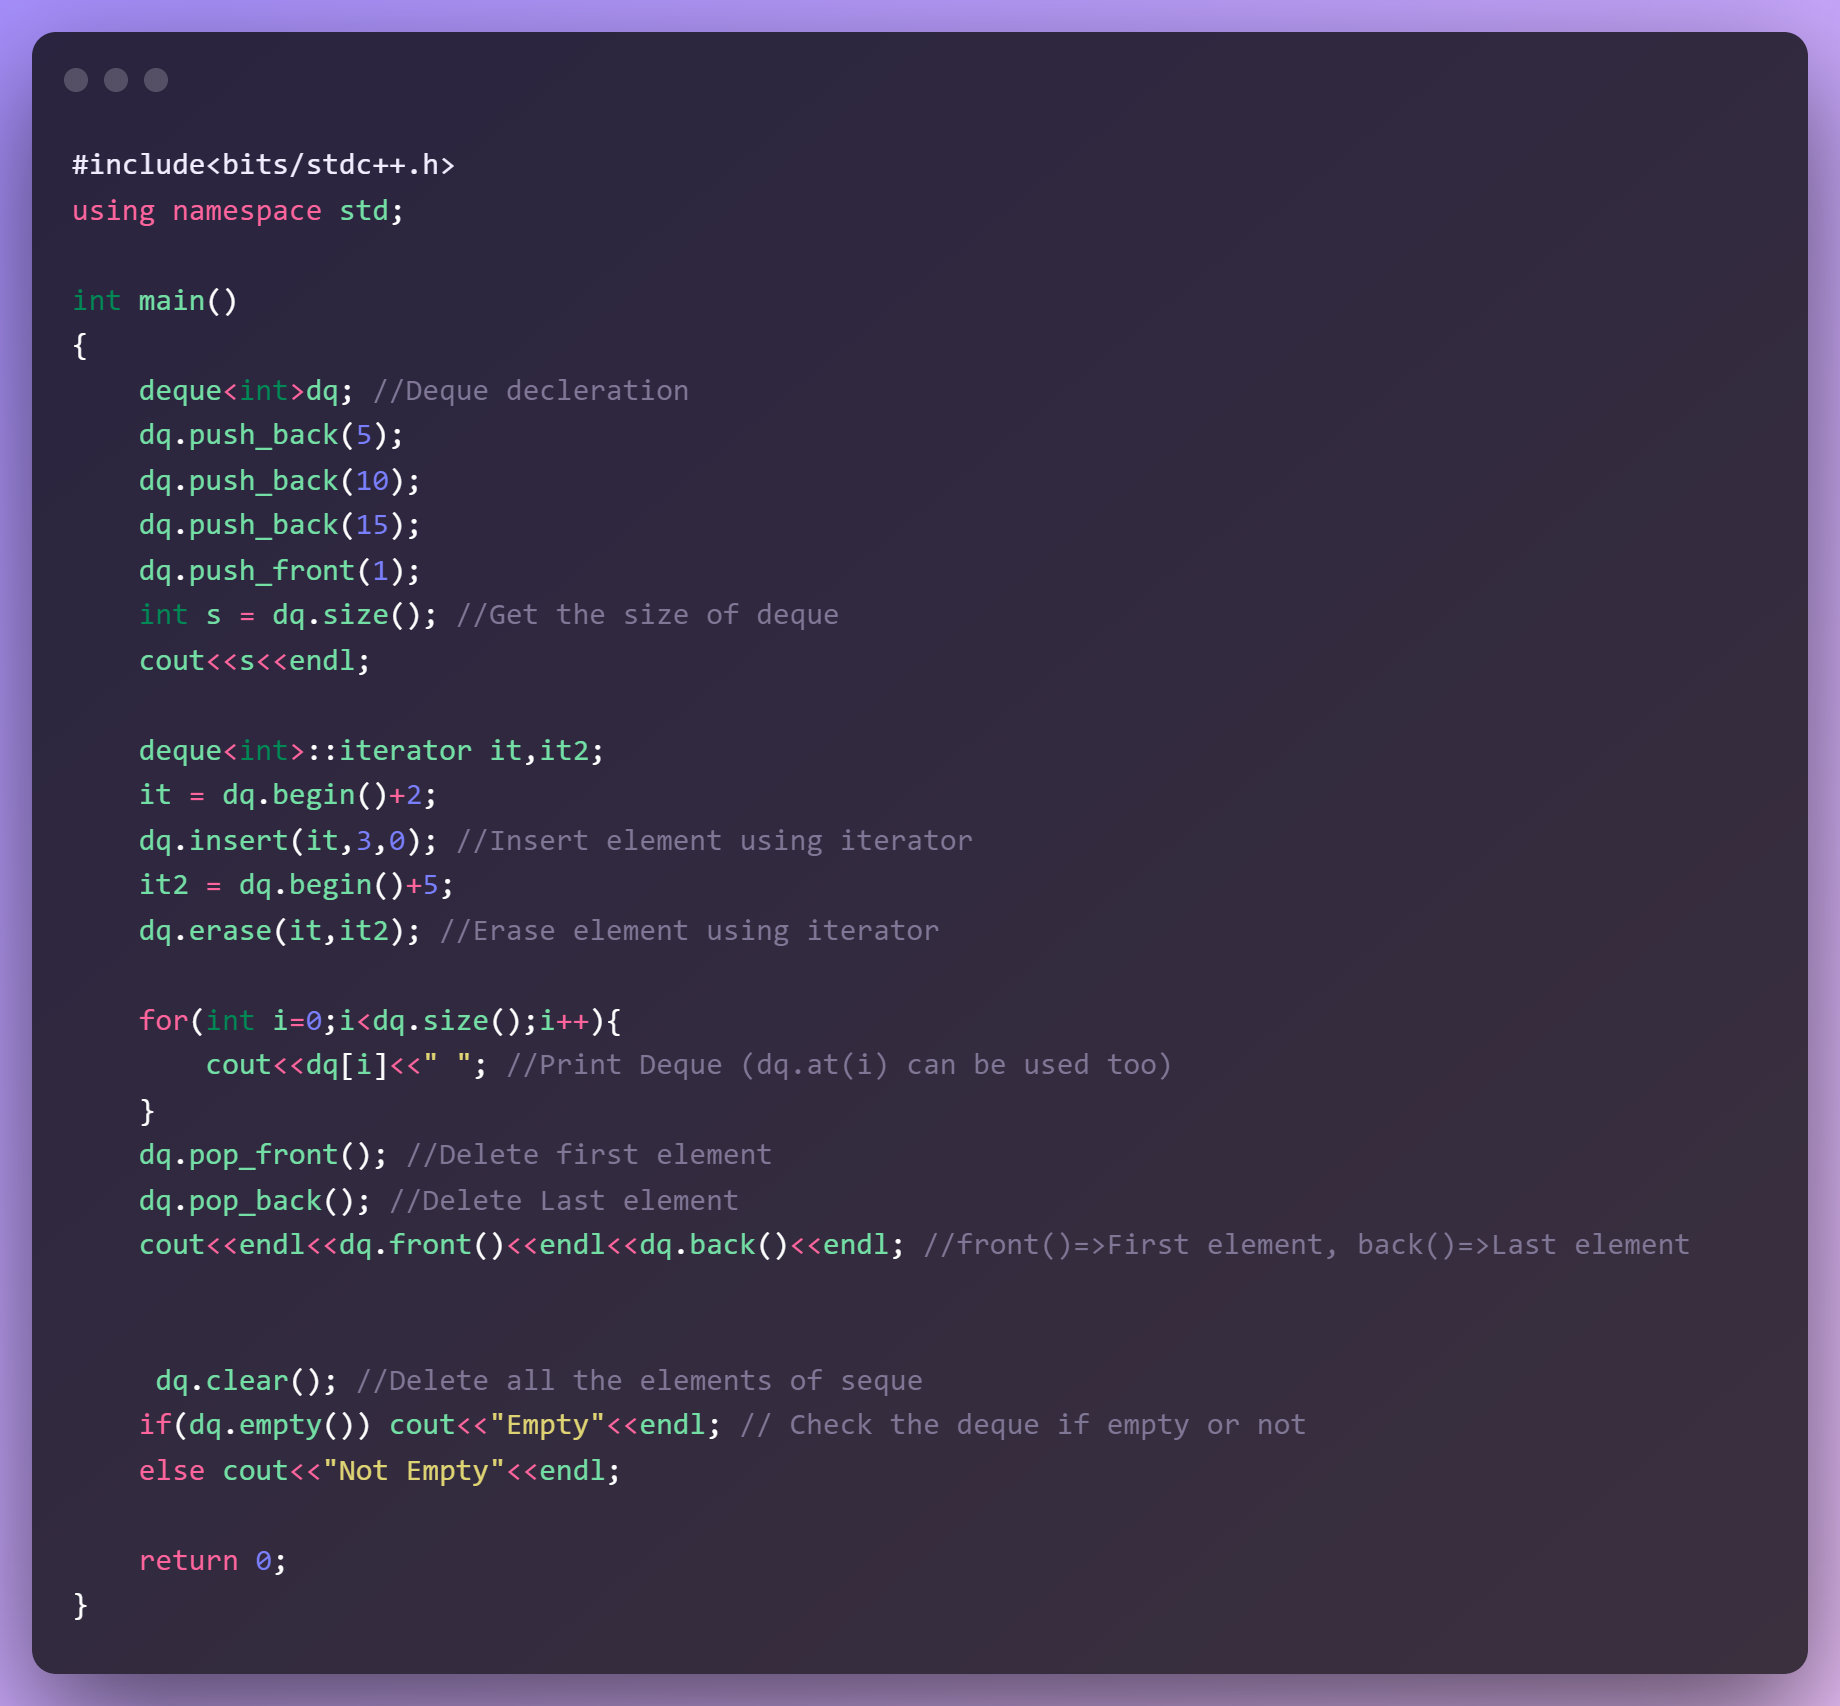 #include<bits/stdc++.h>
using namespace std;

int main()
{
    deque<int>dq; //Deque decleration
    dq.push_back(5);
    dq.push_back(10);
    dq.push_back(15);
    dq.push_front(1);
    int s = dq.size(); //Get the size of deque
    cout<<s<<endl;

    deque<int>::iterator it,it2;
    it = dq.begin()+2;
    dq.insert(it,3,0); //Insert element using iterator
    it2 = dq.begin()+5;
    dq.erase(it,it2); //Erase element using iterator

    for(int i=0;i<dq.size();i++){
        cout<<dq[i]<<" "; //Print Deque (dq.at(i) can be used too)
    }
    dq.pop_front(); //Delete first element
    dq.pop_back(); //Delete Last element
    cout<<endl<<dq.front()<<endl<<dq.back()<<endl; //front()=>First element, back()=>Last element


     dq.clear(); //Delete all the elements of seque
    if(dq.empty()) cout<<"Empty"<<endl; // Check the deque if empty or not
    else cout<<"Not Empty"<<endl;

    return 0;
}